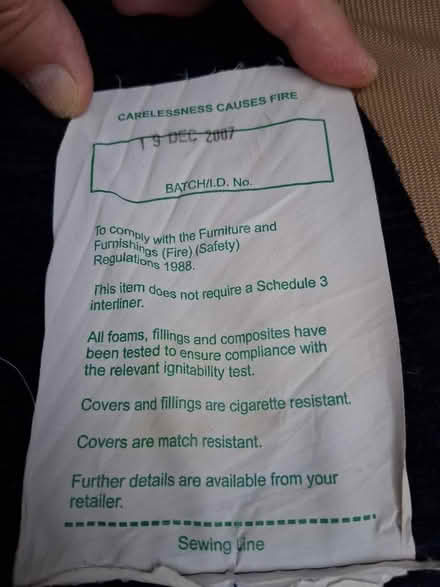 CARELESSNESS CAUSES FIRE
19 DEC 2007
BATCH/I.D. No.
To comply with the Furniture and
Furnishings (Fire) (Safety)
Regulations 1988.
This item does not require a Schedule 3
interliner.
All foams, fillings and composites have
been tested to ensure compliance with
the relevant ignitability test.
Covers and fillings are cigarette resistant.
Covers are match resistant.
Further details are available from your
retailer.
Sewing Line